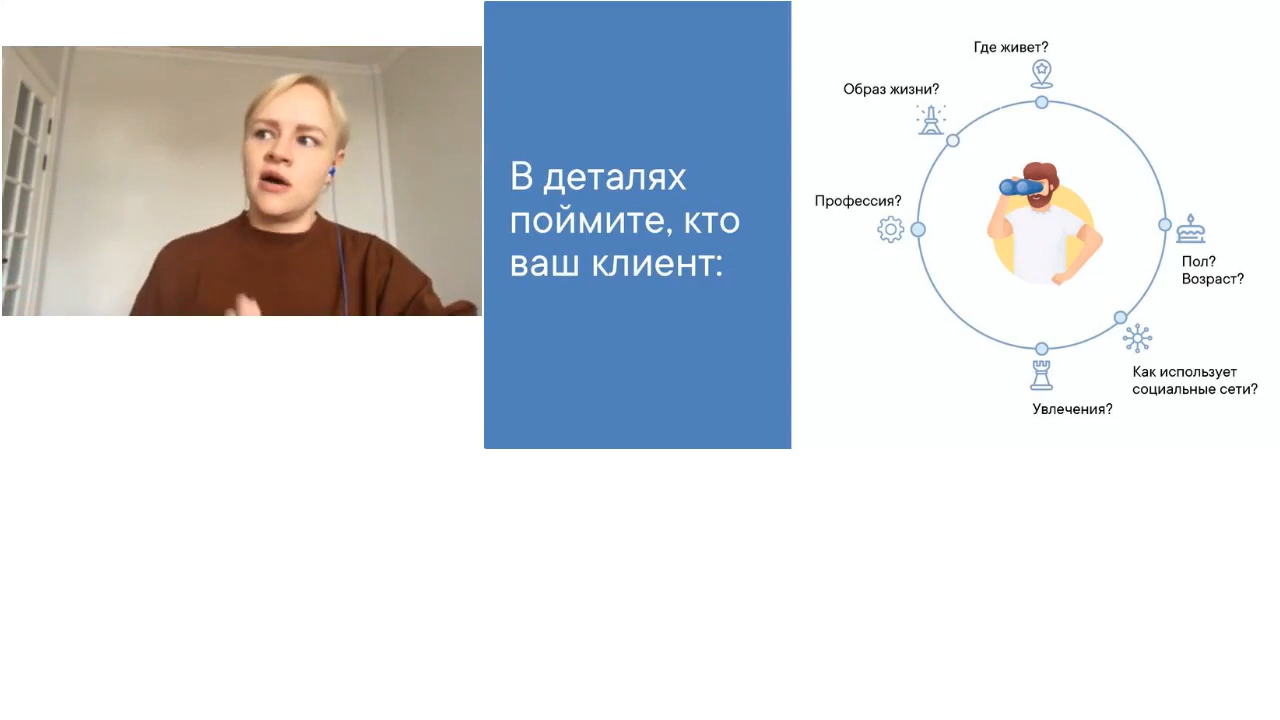 В деталях
поймите, кто
ваш клиент:
Где живет?
Образ жизни?
Профессия?
Пол?
Возраст?
Как использует
социальные сети?
Увлечения?